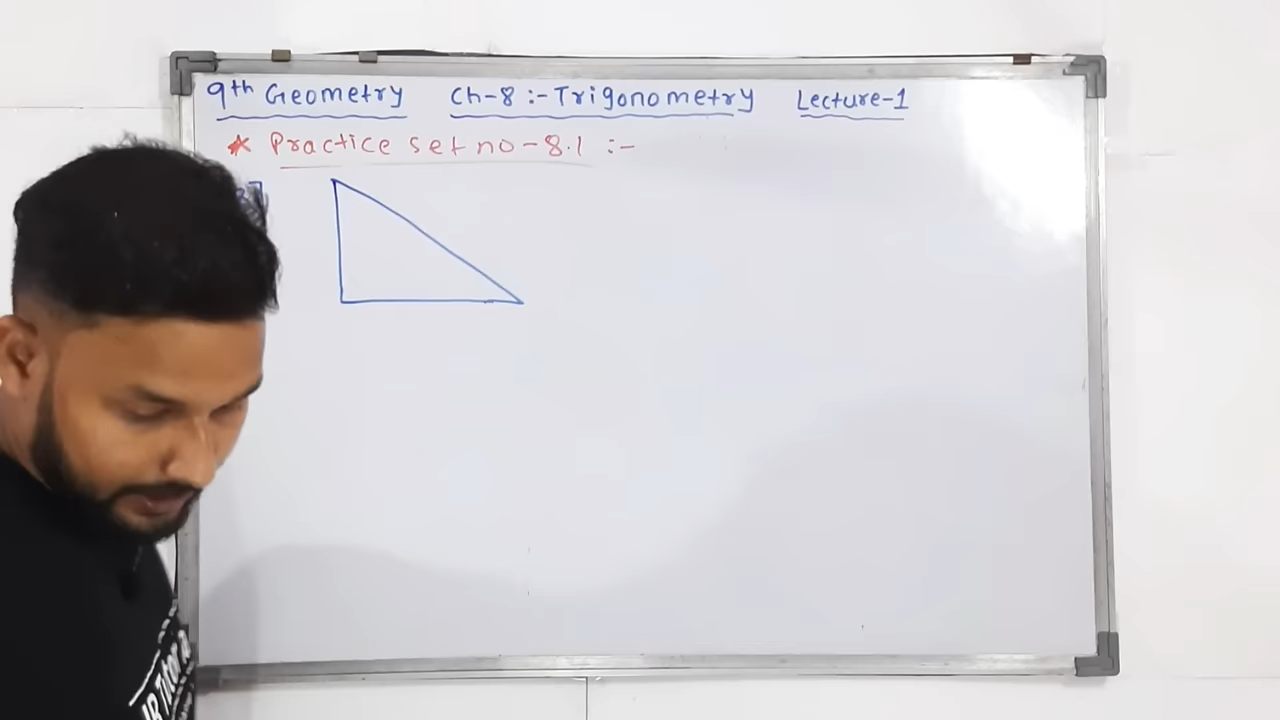 9th Geometry Ch-8 :- Trigonometry Lecture-1
* Practice set no - 8.1 :-